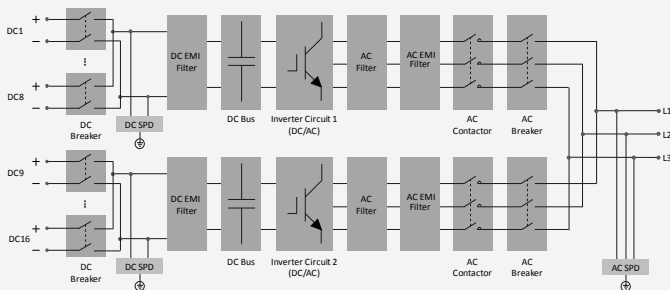 +
DC1
−
DC EMI
Filter
AC
Filter
AC EMI
Filter
+
DC8
−
L1
L2
L3
DC
Breaker
DC SPD
DC Bus
Inverter Circuit 1
(DC/AC)
AC
Contactor
AC
Breaker
+
DC9
−
DC EMI
Filter
AC
Filter
AC EMI
Filter
+
DC16
−
DC
Breaker
DC SPD
DC Bus
Inverter Circuit 2
(DC/AC)
AC
Contactor
AC
Breaker
AC SPD